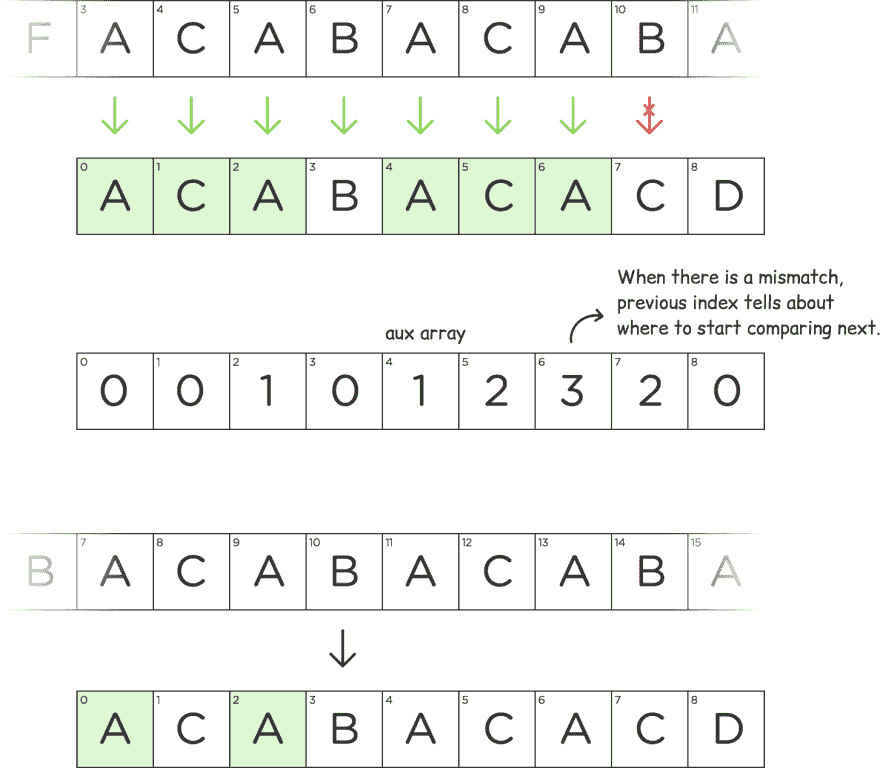 3 4 5 6 7 8 9 10 11
F A C A B A C A B A
0 1 2 3 4 5 6 7 8
A C A B A C A C D
When there is a mismatch,
previous index tells about
where to start comparing next.
aux array
0 1 2 3 4 5 6 7 8
0 0 1 0 1 2 3 2 0
7 8 9 10 11 12 13 14 15
B A C A B A C A B A
0 1 2 3 4 5 6 7 8
A C A B A C A C D